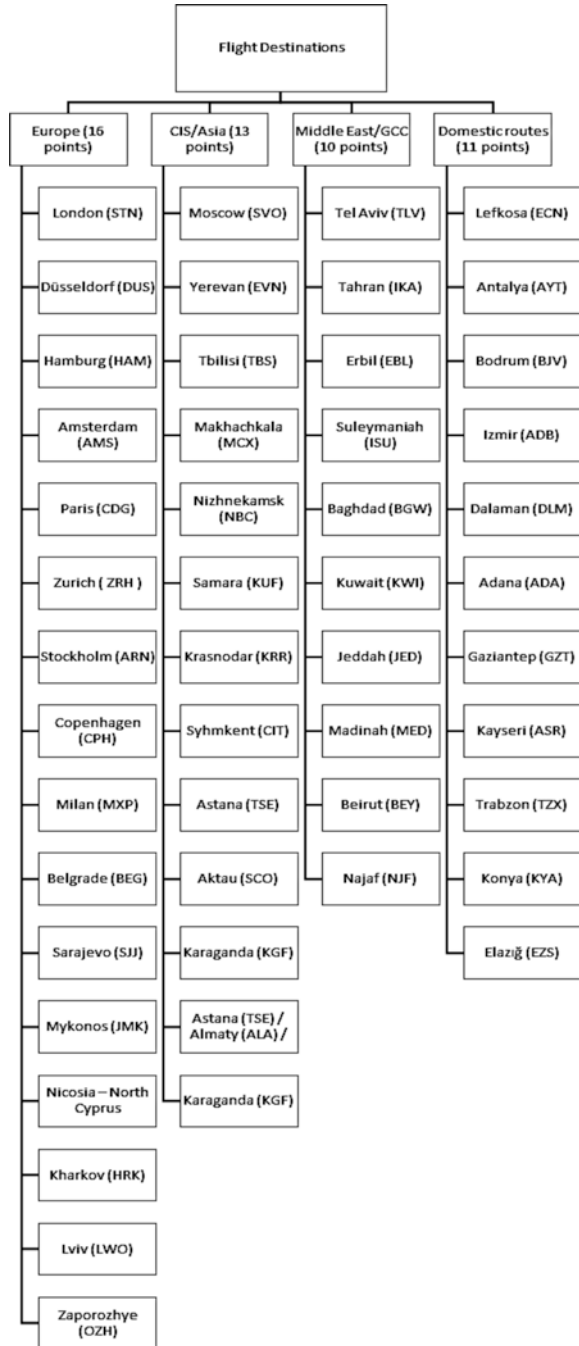 Flight Destinations
Europe (16
points)
London (STN)
Düsseldorf (DUS)
Hamburg (HAM)
Amsterdam
(AMS)
Paris (CDG)
Zurich ( ZRH )
Stockholm (ARN)
Copenhagen
(CPH)
Milan (MXP)
Belgrade (BEG)
Sarajevo (SJJ)
Mykonos (JMK)
Nicosia – North
Cyprus
Kharkov (HRK)
Lviv (LWO)
Zaporozhye
(OZH)
CIS/Asia (13
points)
Moscow (SVO)
Yerevan (EVN)
Tbilisi (TBS)
Makhachkala
(MCX)
Nizhnekamsk
(NBC)
Samara (KUF)
Krasnodar (KRR)
Syhmkent (CIT)
Astana (TSE)
Aktau (SCO)
Karaganda (KGF)
Astana (TSE) /
Almaty (ALA) /
Karaganda (KGF)
Middle East/GCC
(10 points)
Tel Aviv (TLV)
Tahran (IKA)
Erbil (EBL)
Suleymaniah
(ISU)
Baghdad (BGW)
Kuwait (KWI)
Jeddah (JED)
Madinah (MED)
Beirut (BEY)
Najaf (NJF)
Domestic routes
(11 points)
Lefkosa (ECN)
Antalya (AYT)
Bodrum (BJV)
Izmir (ADB)
Dalaman (DLM)
Adana (ADA)
Gaziantep (GZT)
Kayseri (ASR)
Trabzon (TZX)
Konya (KYA)
Elazığ (EZS)